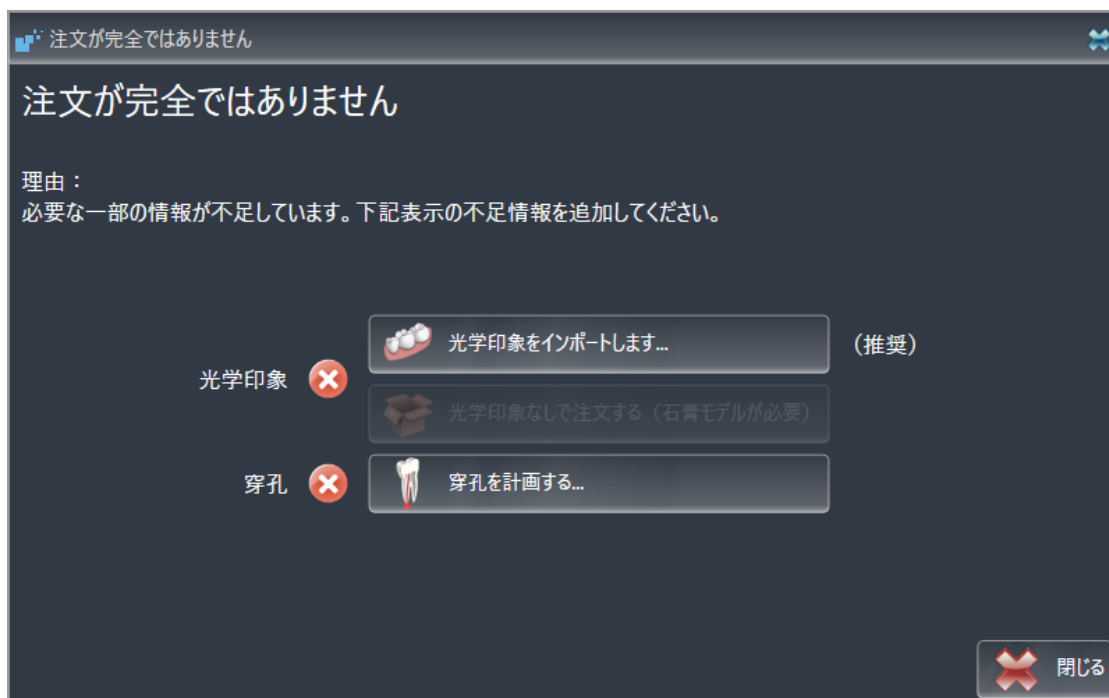 注文が完全ではありません
注文が完全ではありません
理由：
必要な一部の情報が不足しています。下記表示の不足情報を追加してください。
光学印象をインポートします...
（推奨）
光学印象
光学印象なしで注文する（石膏モデルが必要）
穿孔
穿孔を計画する...
閉じる